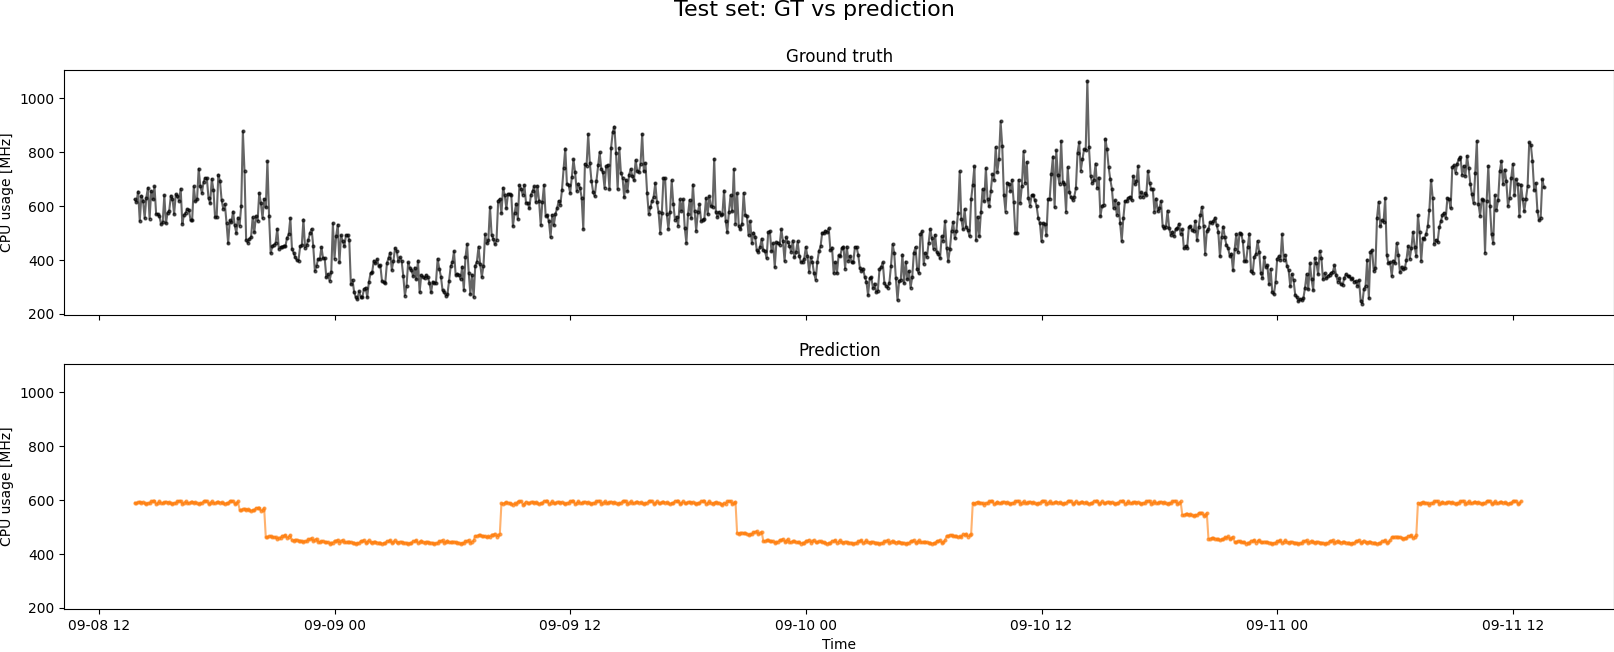 Test set: GT vs prediction
Ground truth
CPU usage [MHz]
1000
800
600
400
200
Prediction
CPU usage [MHz]
1000
800
600
400
200
09-08 12 09-09 00 09-09 12 09-10 00 09-10 12 09-11 00 09-11 12
Time